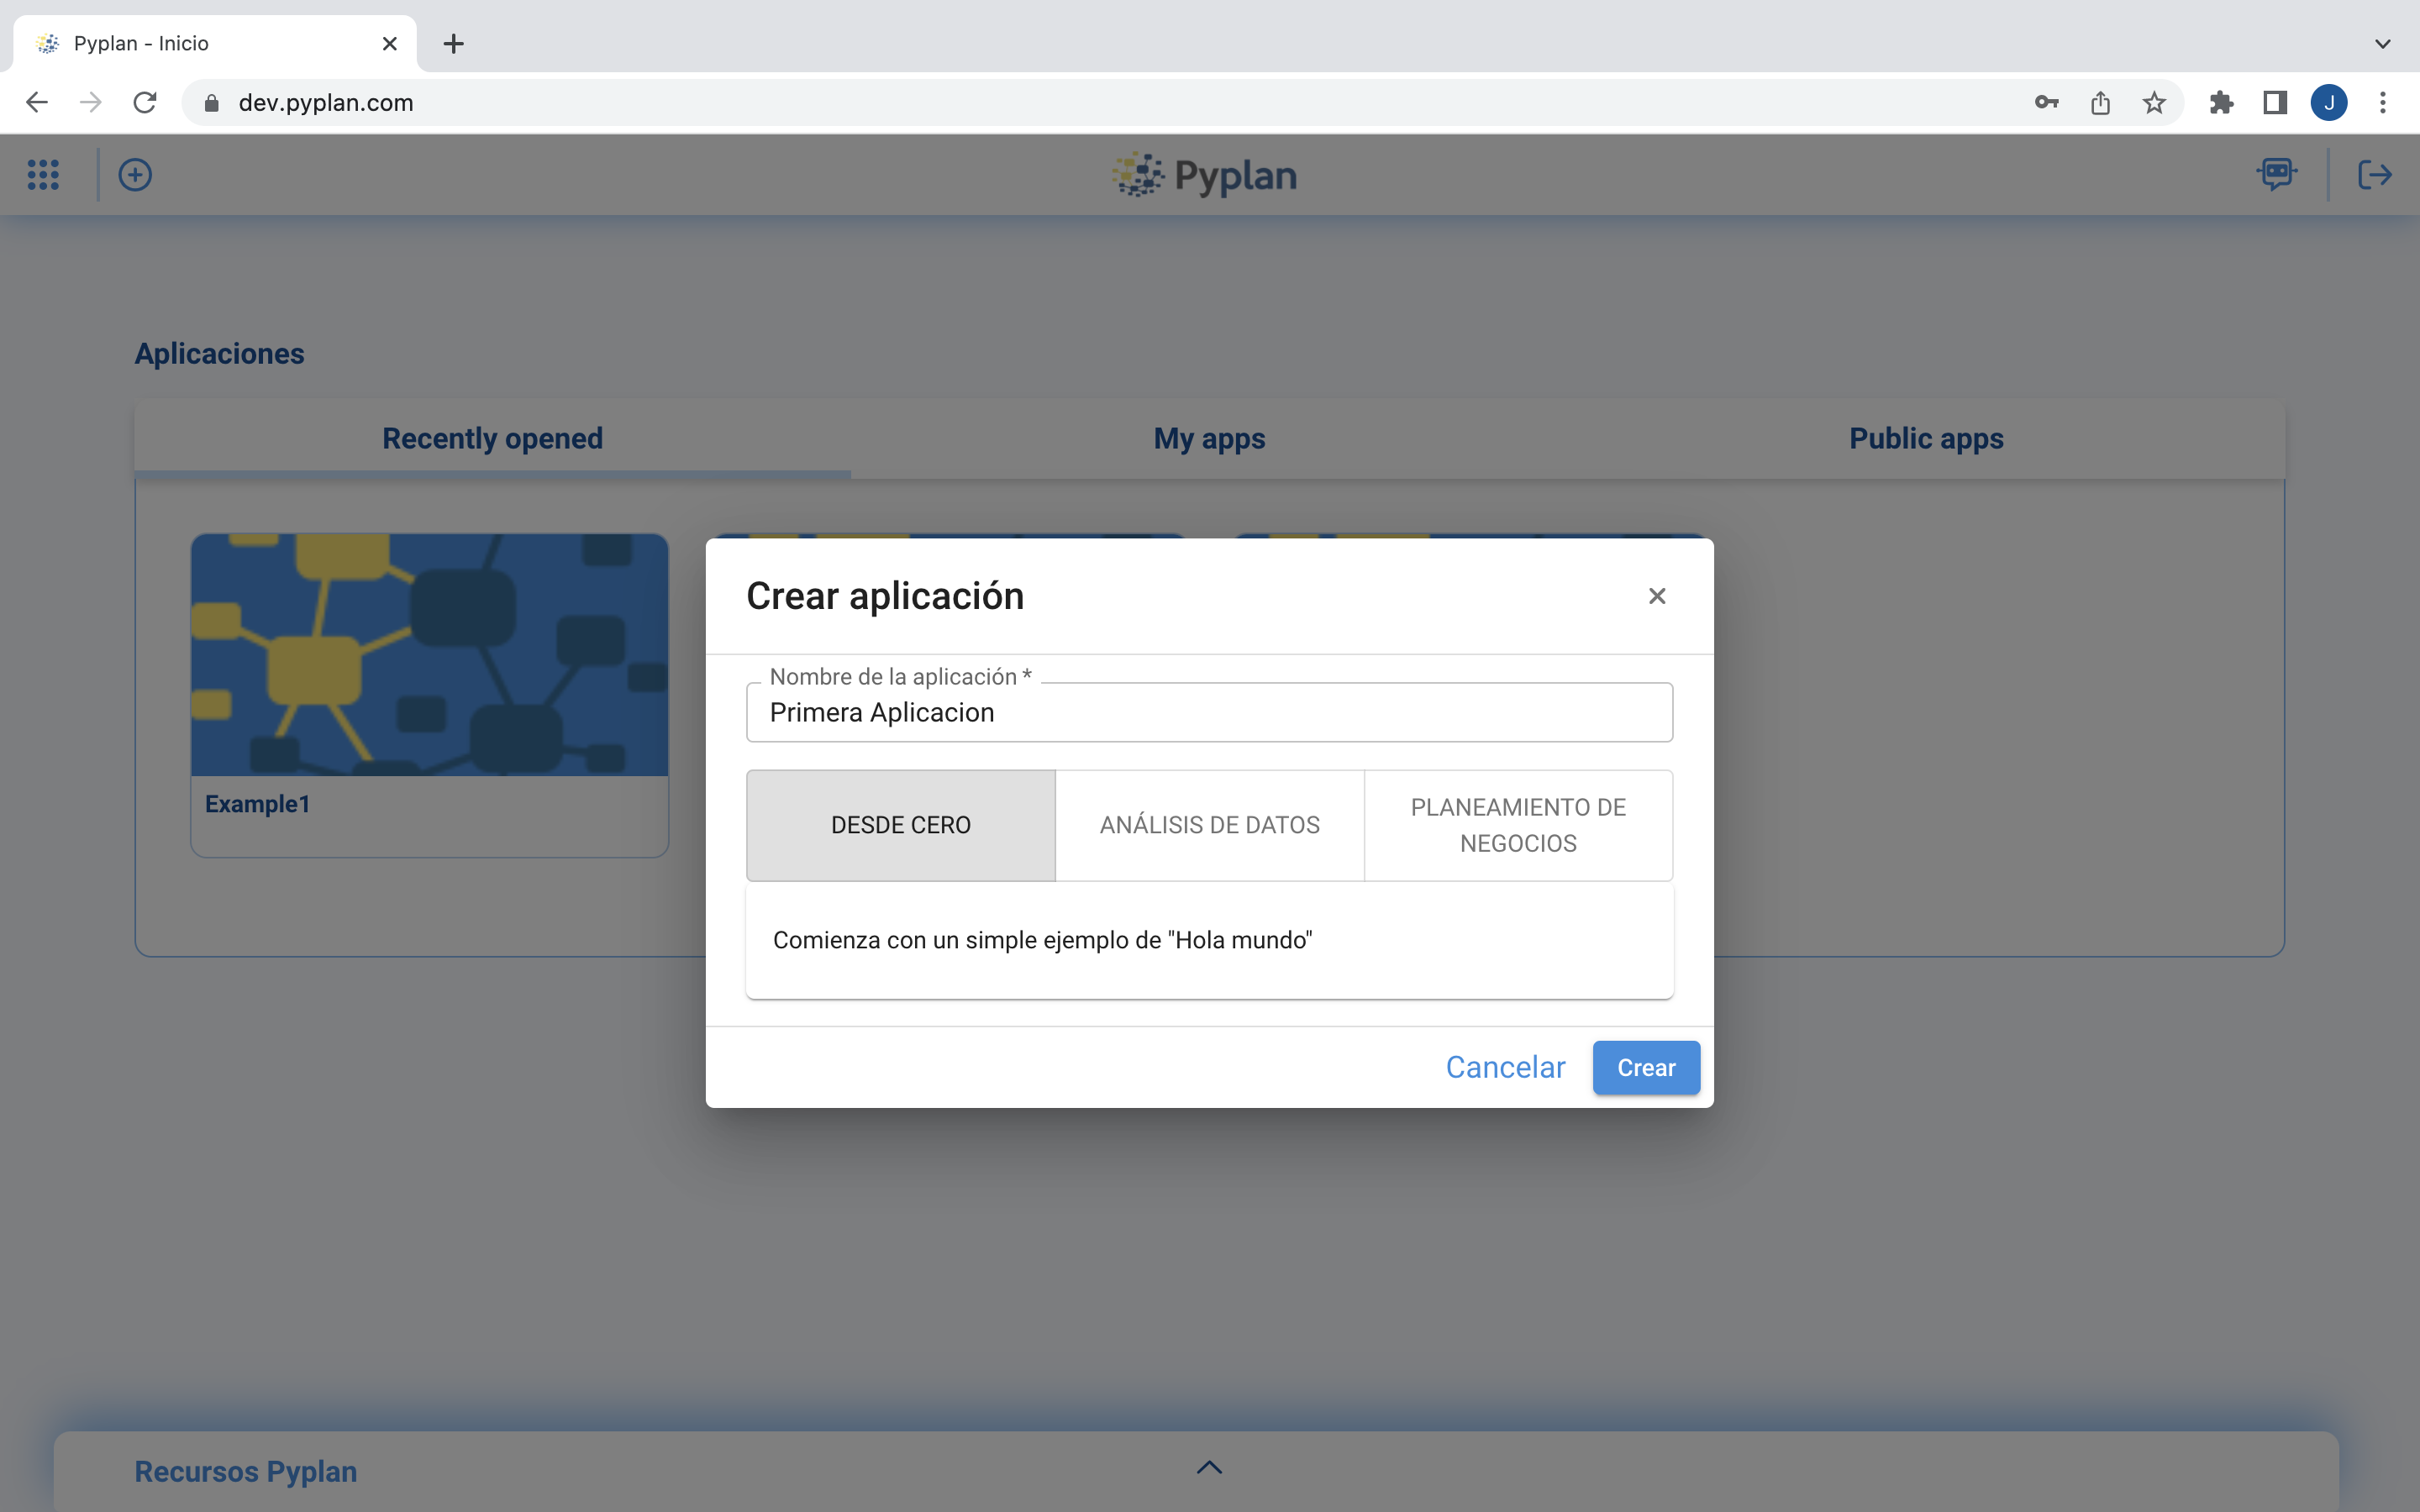 Pyplan - Inicio
dev.pyplan.com
J
Pyplan
Aplicaciones
Recently opened
My apps
Public apps
Example1
Crear aplicación
Nombre de la aplicación *
Primera Aplicacion
DESDE CERO
ANÁLISIS DE DATOS
PLANEAMIENTO DE
NEGOCIOS
Comienza con un simple ejemplo de "Hola mundo"
Cancelar
Crear
Recursos Pyplan